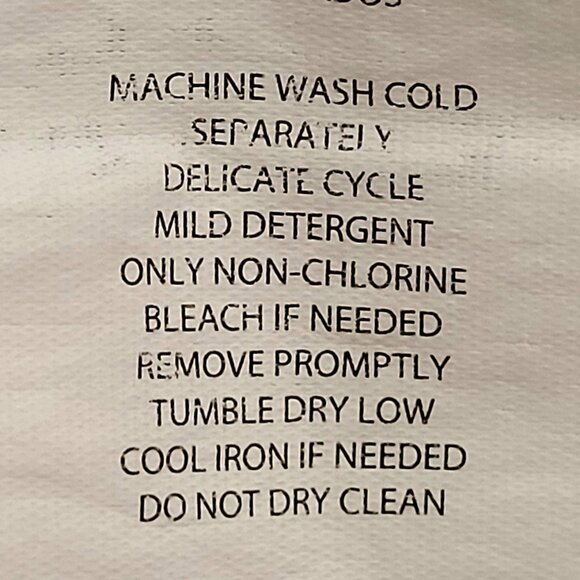 MACHINE WASH COLD
SEPARATELY
DELICATE CYCLE
MILD DETERGENT
ONLY NON-CHLORINE
BLEACH IF NEEDED
REMOVE PROMPTLY
TUMBLE DRY LOW
COOL IRON IF NEEDED
DO NOT DRY CLEAN